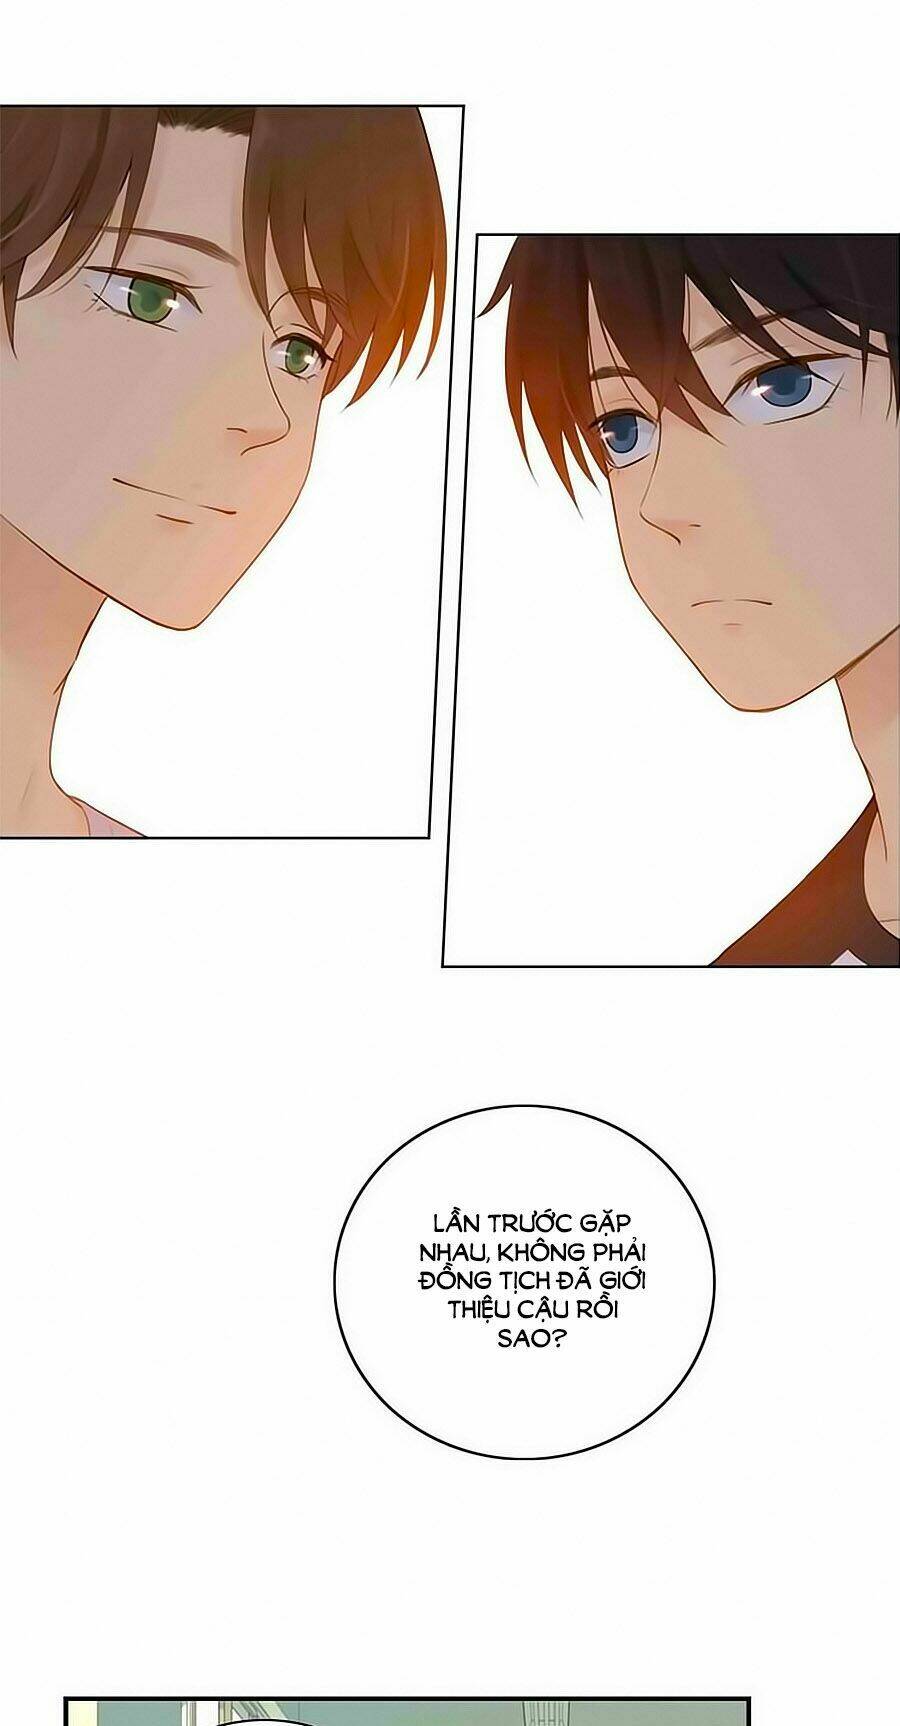 LẦN TRƯỚC GẶP
NHAU, KHÔNG PHẢI
ĐỒNG TỊCH ĐÃ GIỚI
THIỆU CẬU RỒI
SAO?